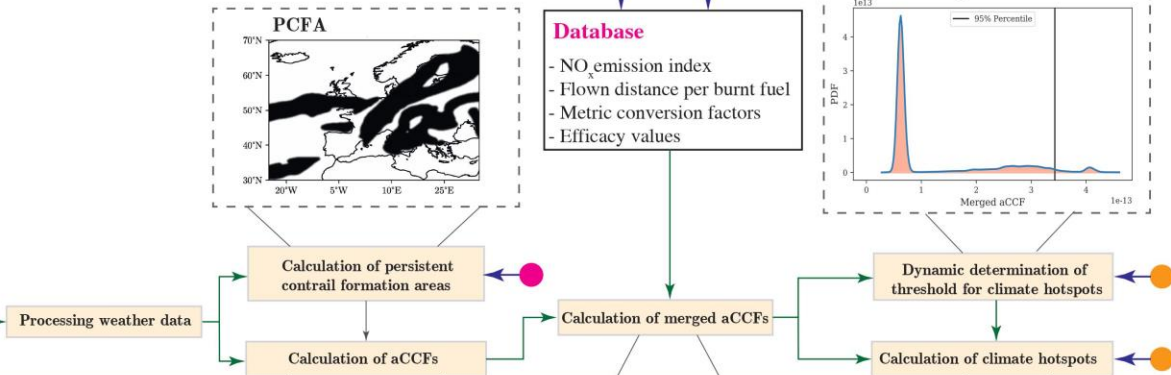 PCFA
70°N
60°N
50°N
40°N
30°N
20°W
5°W
10°E
25°E
Database
- NOx emission index
- Flown distance per burnt fuel
- Metric conversion factors
- Efficacy values
1e13
95% Percentile
PDF
4
3
2
1
0
0
1
2
3
4
Merged aCCF
1e-13
Calculation of persistent
contrail formation areas
Dynamic determination of
threshold for climate hotspots
Processing weather data
Calculation of merged aCCFs
Calculation of aCCFs
Calculation of climate hotspots